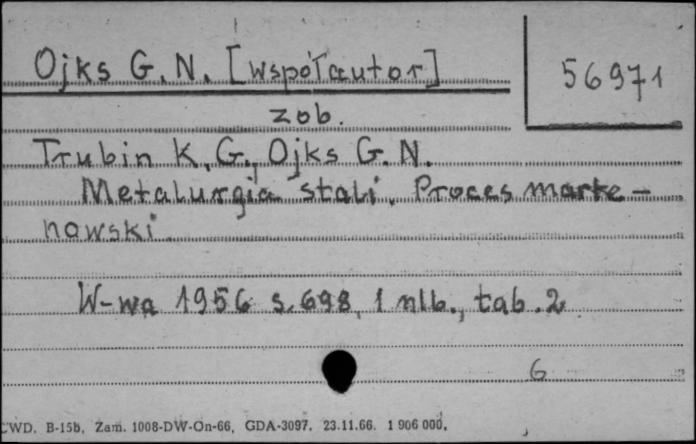 Ojks G. N. [współautor]
56971
zob.
Trubin K. G., Ojks G. N.
Metalurgia stali. Proces marte-
nowski
W-wa 1956 s. 698, 1 nlb., tab. 2
6
CWD. B-15b, Zam. 1008-DW-On-66, GDA-3097. 23.11.66. 1 906 000.